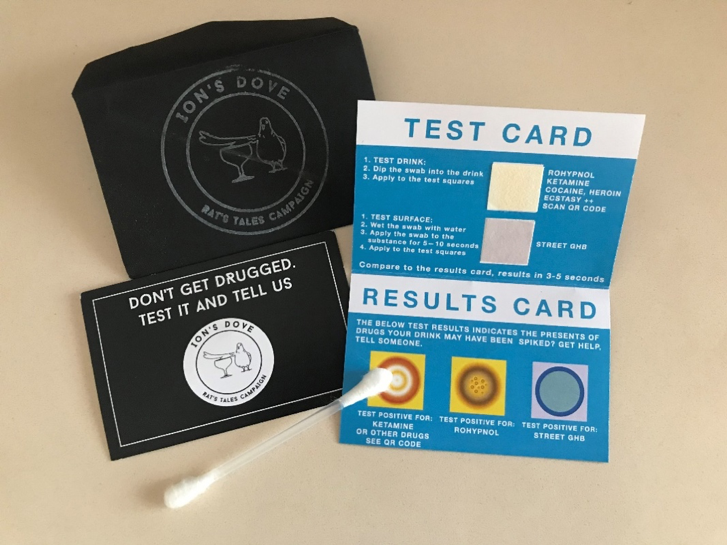 ION'S DOVE
RAT'S TALES CAMPAIGN
DON'T GET DRUGGED.
TEST IT AND TELL US
ION'S DOVE
RAT'S TALES CAMPAIGN
TEST CARD
1. TEST DRINK:
2. Dip the swab into the drink
3. Apply to the test squares
ROHYPNOL
KETAMINE
COCAINE, HEROIN
ECSTASY ++
SCAN QR CODE
1. TEST SURFACE:
2. Wet the swab with water
3. Apply the swab to the
substance for 5-10 seconds
4. Apply to the test squares
STREET GHB
Compare to the results card, results in 3-5 seconds
RESULTS CARD
THE BELOW TEST RESULTS INDICATES THE PRESENTS OF
DRUGS YOUR DRINK MAY HAVE BEEN SPIKED? GET HELP,
TELL SOMEONE.
TEST POSITIVE FOR:
KETAMINE
OR OTHER DRUGS
SEE QR CODE
TEST POSITIVE FOR:
ROHYPNOL
TEST POSITIVE FOR:
STREET GHB